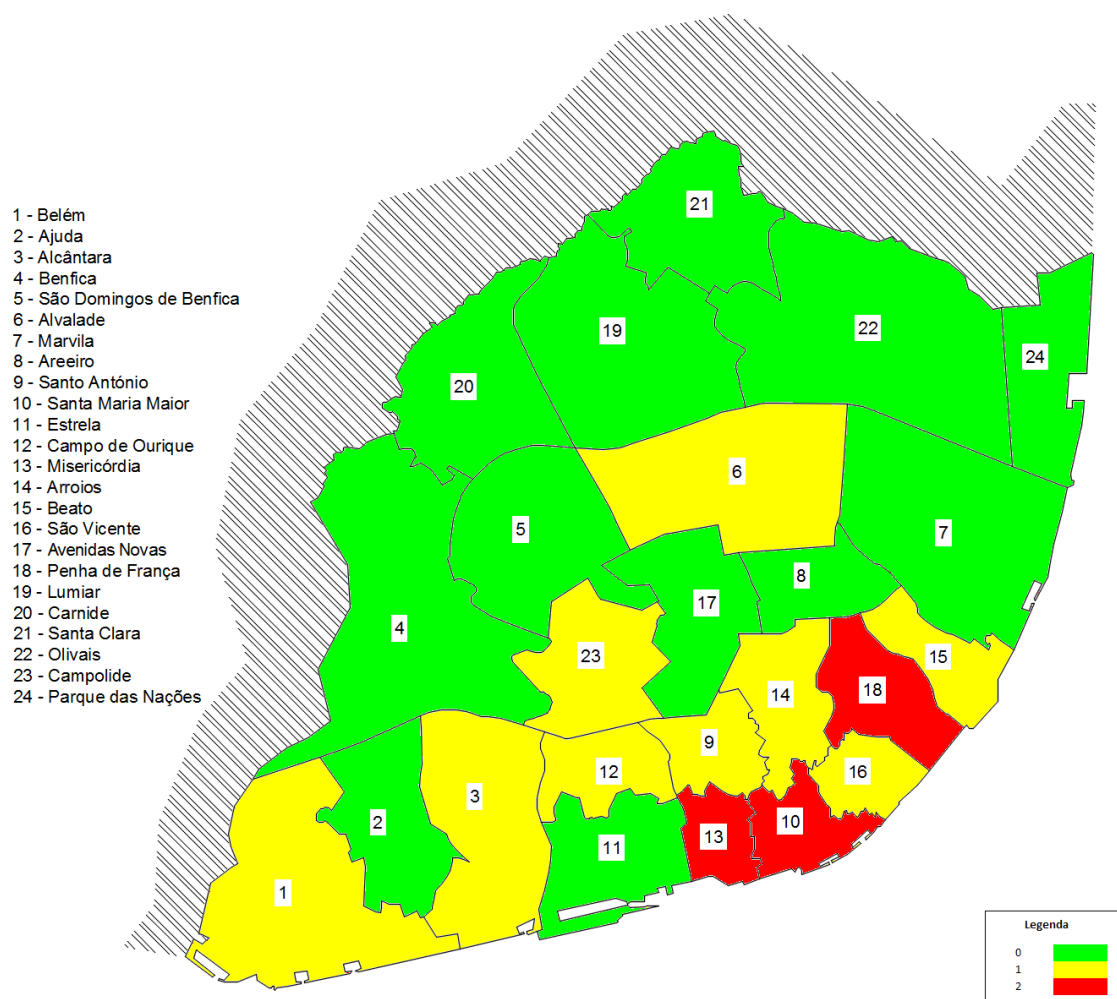 1 - Belém
2 - Ajuda
3 - Alcântara
4 - Benfica
5 - São Domingos de Benfica
6 - Alvalade
7 - Marvila
8 - Areeiro
9 - Santo António
10 - Santa Maria Maior
11 - Estrela
12 - Campo de Ourique
13 - Misericórdia
14 - Arroios
15 - Beato
16 - São Vicente
17 - Avenidas Novas
18 - Penha de França
19 - Lumiar
20 - Carnide
21 - Santa Clara
22 - Olivais
23 - Campolide
24 - Parque das Nações
21
19
22
24
20
6
5
7
8
17
4
23
15
18
14
9
12
16
3
2
10
13
11
1
Legenda
0
1
2